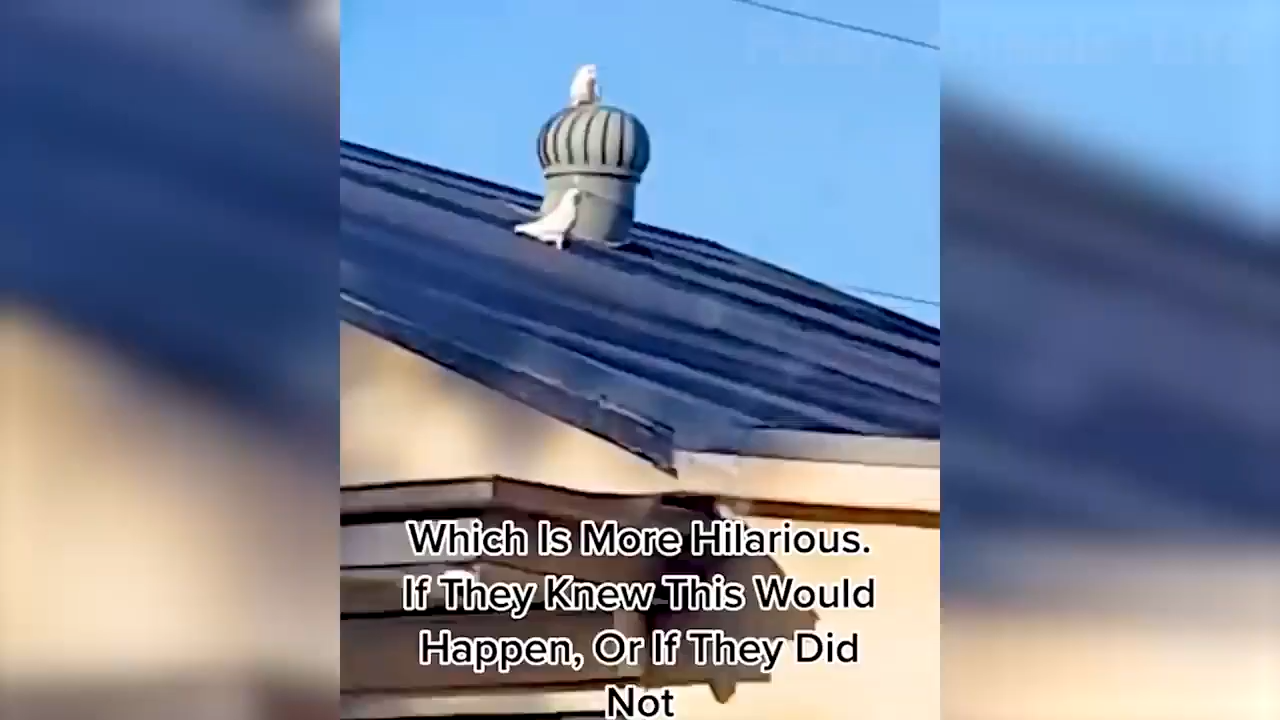 Which Is More Hilarious.
If They Knew This Would
Happen, Or If They Did
Not